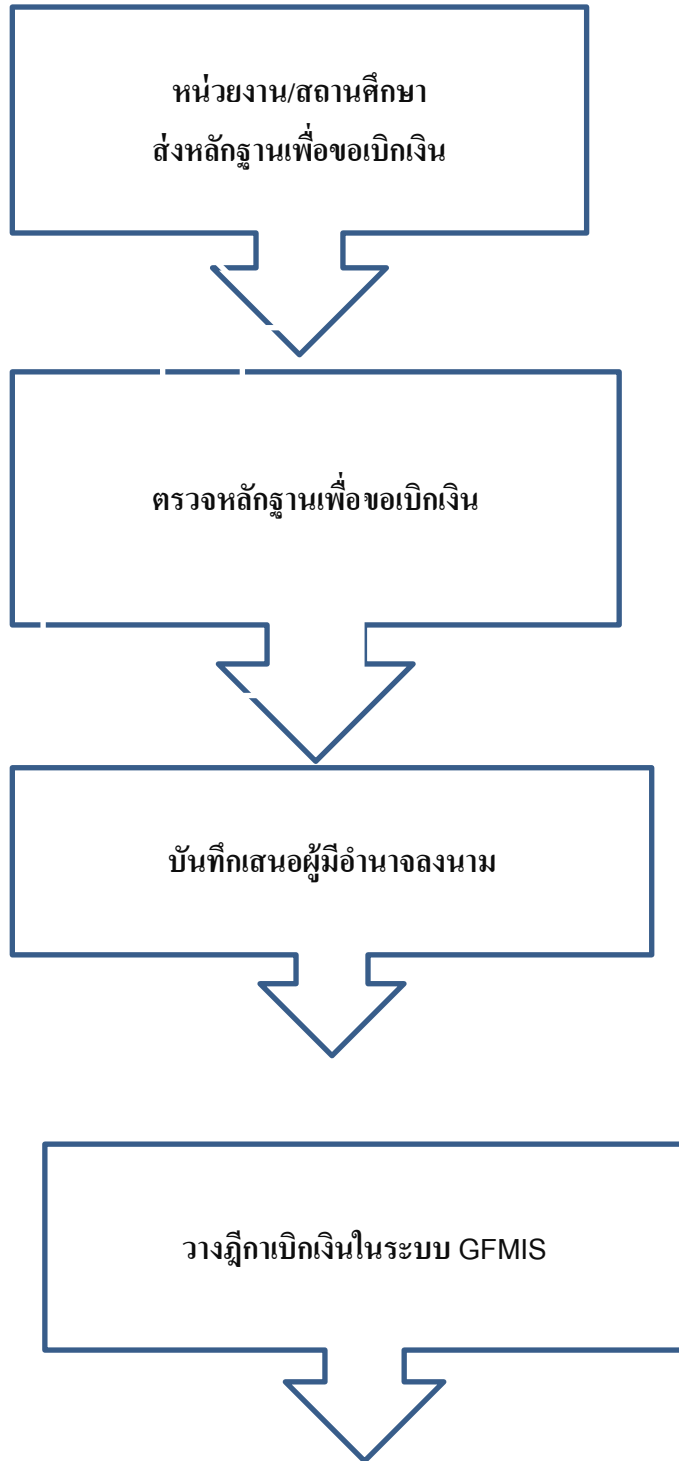 หน่วยงาน/สถานศึกษา
ส่งหลักฐานเพื่อขอเบิกเงิน
ตรวจหลักฐานเพื่อขอเบิกเงิน
บันทึกเสนอผู้มีอำนาจลงนาม
วางฎีกาเบิกเงินในระบบ GFMIS